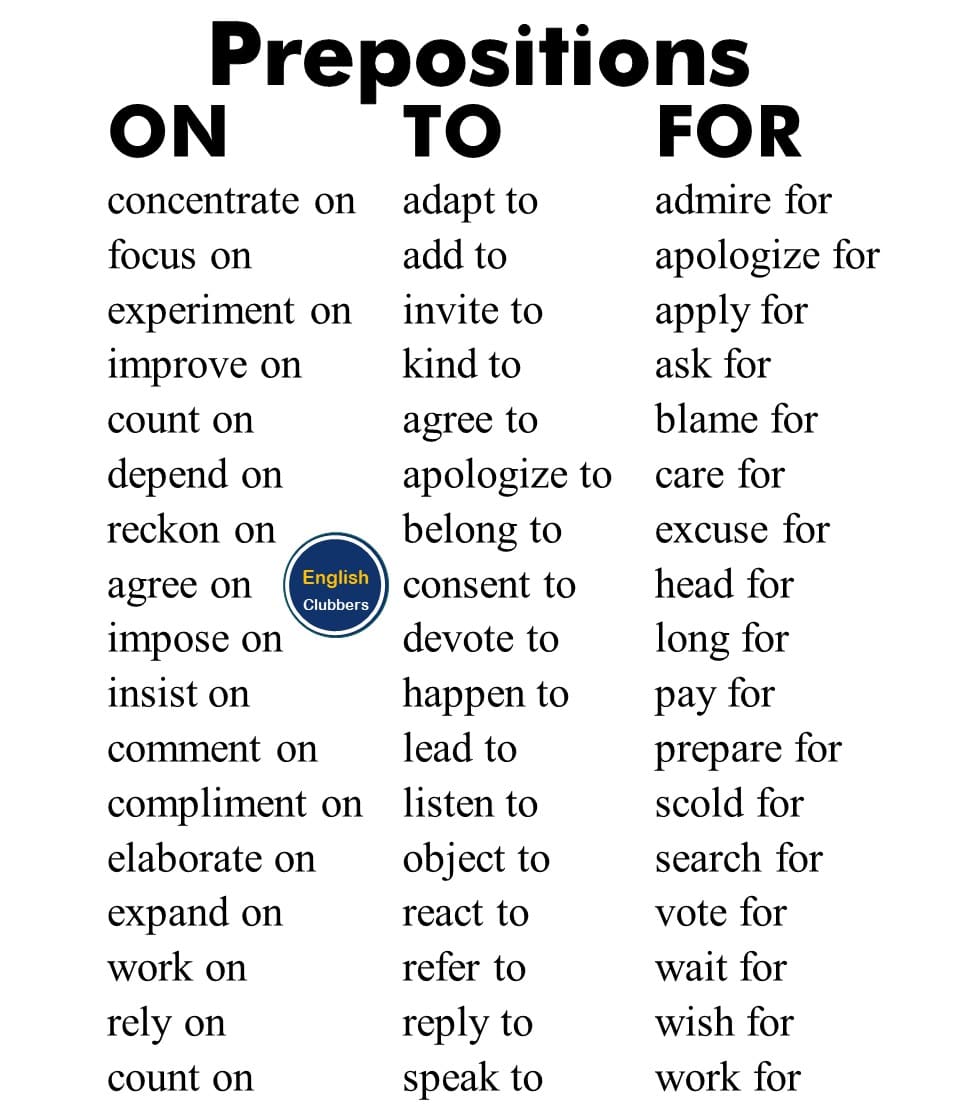 Prepositions
ON TO FOR
concentrate on adapt to admire for
focus on add to apologize for
experiment on invite to apply for
improve on kind to ask for
count on agree to blame for
depend on apologize to care for
reckon on belong to excuse for
agree on consent to head for
English
Clubbers
impose on devote to long for
insist on happen to pay for
comment on lead to prepare for
compliment on listen to scold for
elaborate on object to search for
expand on react to vote for
work on refer to wait for
rely on reply to wish for
count on speak to work for